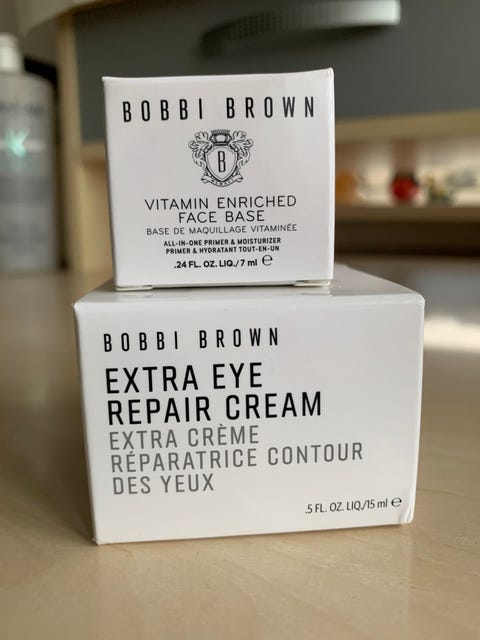 BOBBI BROWN
B
VITAMIN ENRICHED
FACE BASE
BASE DE MAQUILLAGE VITAMINÉE
ALL-IN-ONE PRIMER & MOISTURIZER
PRIMER & HYDRATANT TOUT-EN-UN
.24 FL. OZ. LIQ./7 ml ℮
BOBBI BROWN
EXTRA EYE
REPAIR CREAM
EXTRA CRÈME
RÉPARATRICE CONTOUR
DES YEUX
.5 FL. OZ. LIQ./15 ml ℮